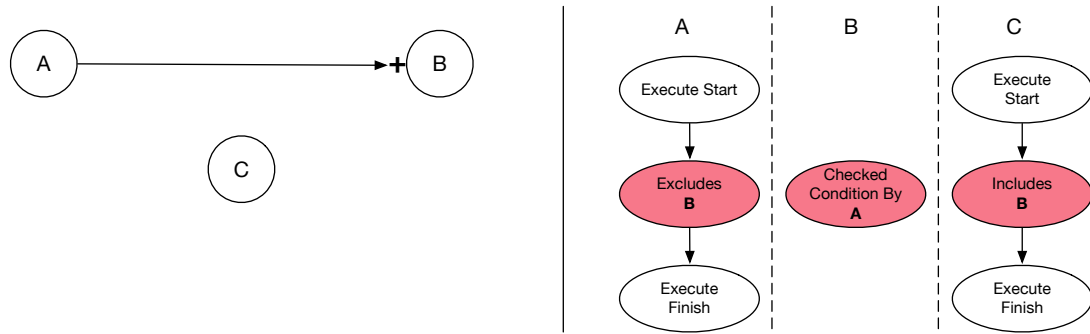 A
B
C
+
A
B
C
Execute Start
Execute
Start
Excludes
B
Checked
Condition By
A
Includes
B
Execute
Finish
Execute
Finish